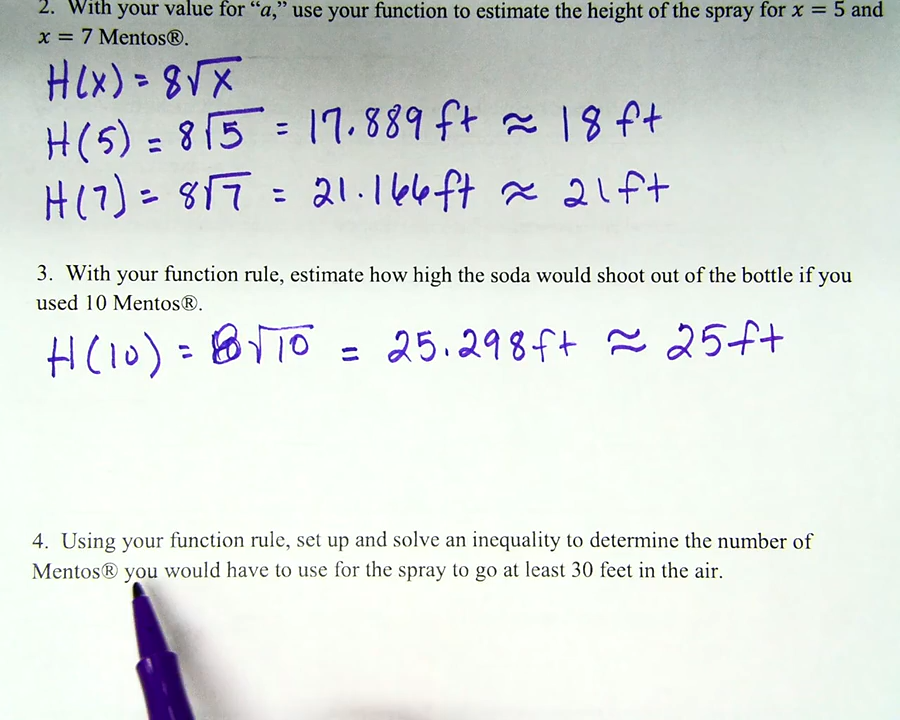 2. With your value for “a,” use your function to estimate the height of the spray for x = 5 and
x = 7 Mentos®.
H(x) = 8√x
H(5) = 8√5 = 17.889 ft ≈ 18 ft
H(7) = 8√7 = 21.166 ft ≈ 21 ft
3. With your function rule, estimate how high the soda would shoot out of the bottle if you
used 10 Mentos®.
H(10) = 8√10 = 25.298 ft ≈ 25 ft
4. Using your function rule, set up and solve an inequality to determine the number of
Mentos® you would have to use for the spray to go at least 30 feet in the air.